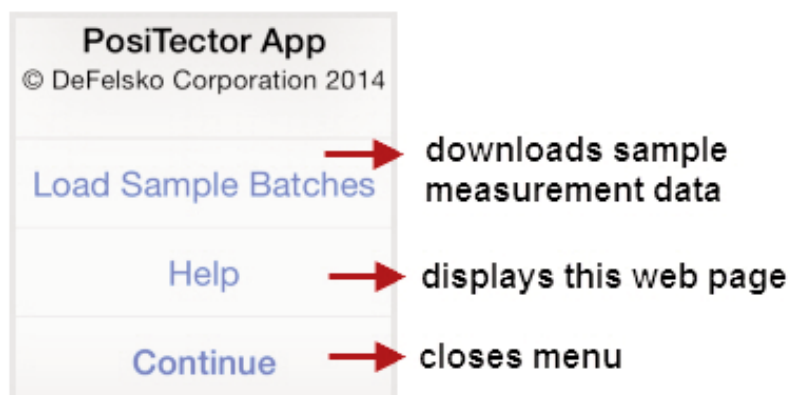 PosiTector App
© DeFelsko Corporation 2014
downloads sample
measurement data
Load Sample Batches
Help
displays this web page
Continue
closes menu